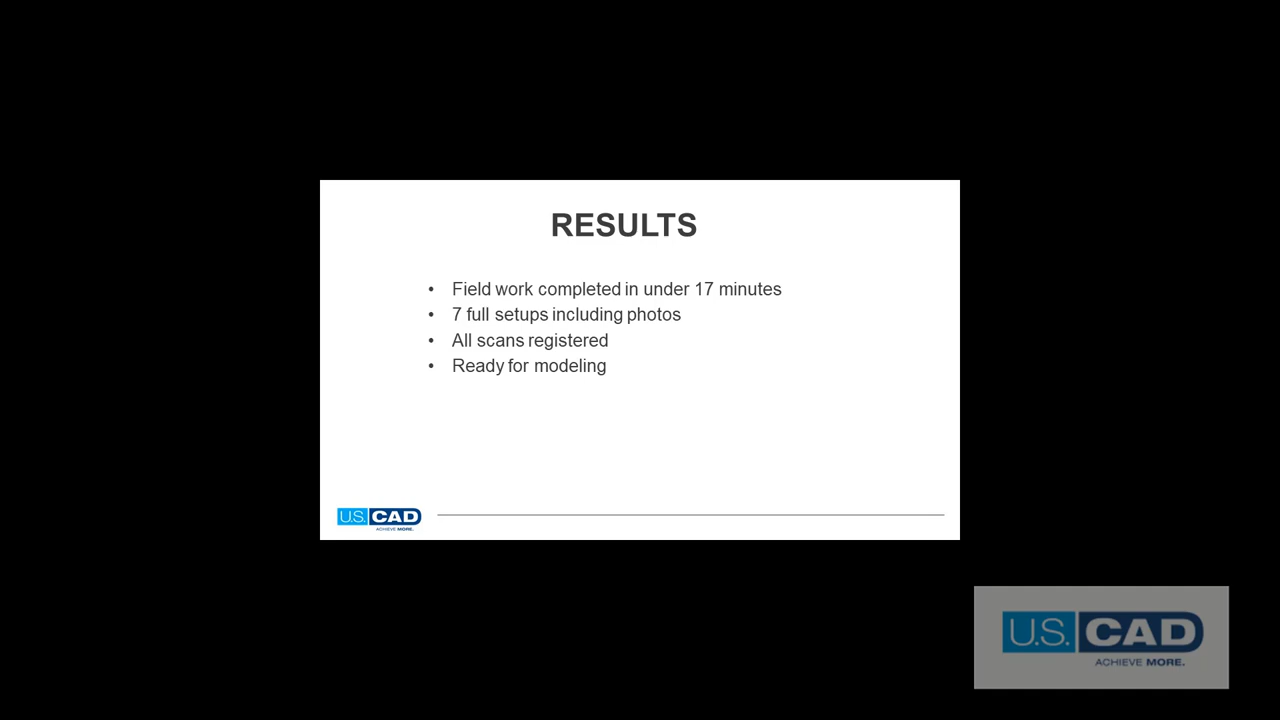 RESULTS
• Field work completed in under 17 minutes
• 7 full setups including photos
• All scans registered
• Ready for modeling
U.S. CAD
ACHIEVE MORE.
U.S. CAD
ACHIEVE MORE.